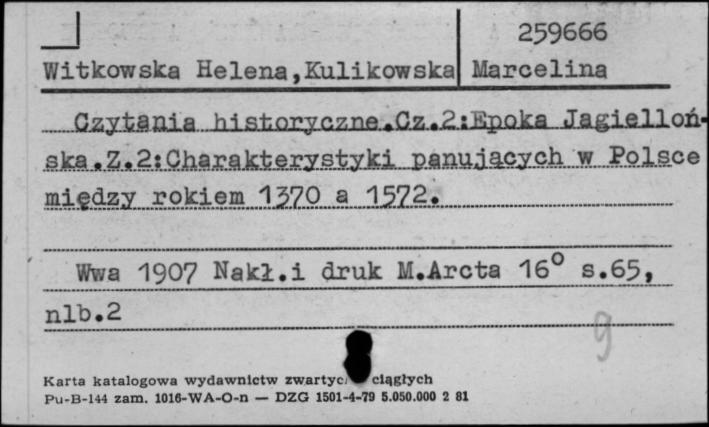 259666
Witkowska Helena,Kulikowska Marcelina
Czytania historyczne.Cz.2:Epoka Jagielloń-
ska.Z.2:Charakterystyki panujących w Polsce
między rokiem 1370 a 1572.
Wwa 1907 Nakł.i druk M.Arcta 16° s.65,
nlb.2
9
Karta katalogowa wydawnictw zwartyc ciągłych
Pu-B-144 zam. 1016-WA-O-n — DZG 1501-4-79 5.050.000 2 81